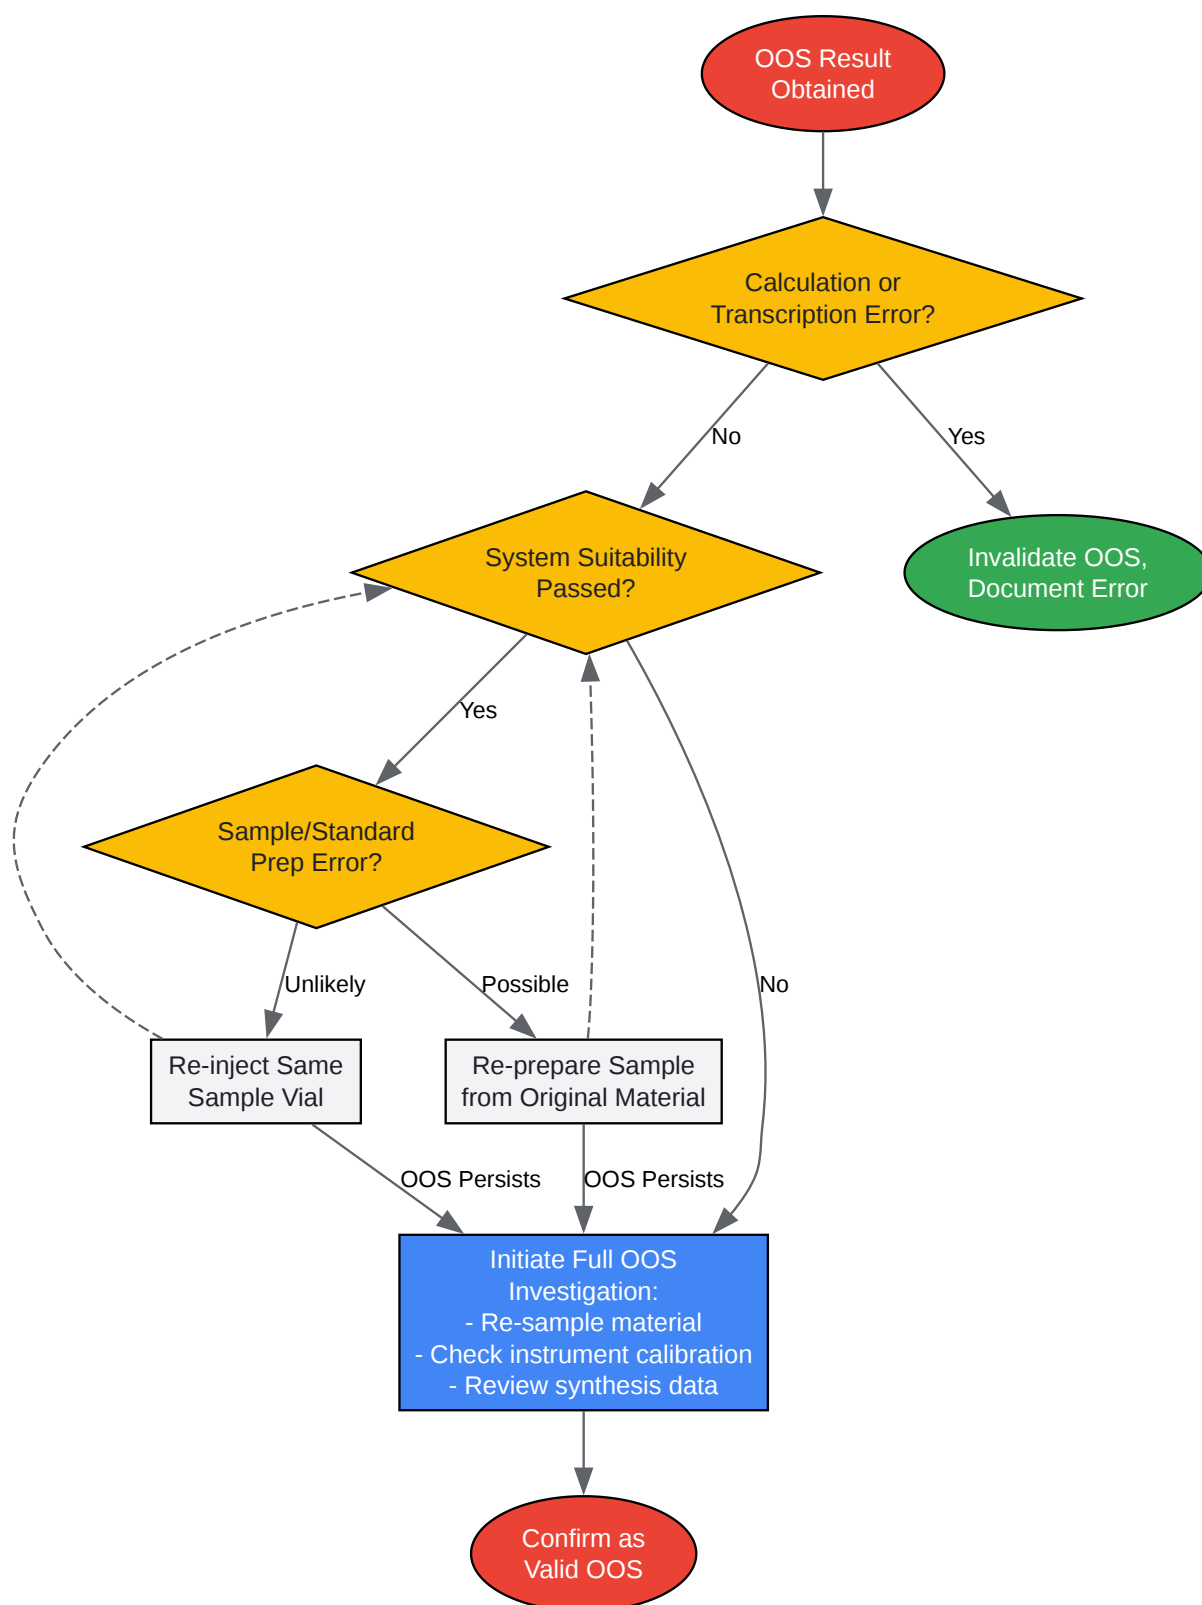 OOS Result
Obtained
Calculation or
Transcription Error?
No
Yes
System Suitability
Passed?
Invalidate OOS,
Document Error
Yes
Sample/Standard
Prep Error?
Unlikely
Possible
No
Re-inject Same
Sample Vial
Re-prepare Sample
from Original Material
OOS Persists
OOS Persists
Initiate Full OOS
Investigation:
- Re-sample material
- Check instrument calibration
- Review synthesis data
Confirm as
Valid OOS